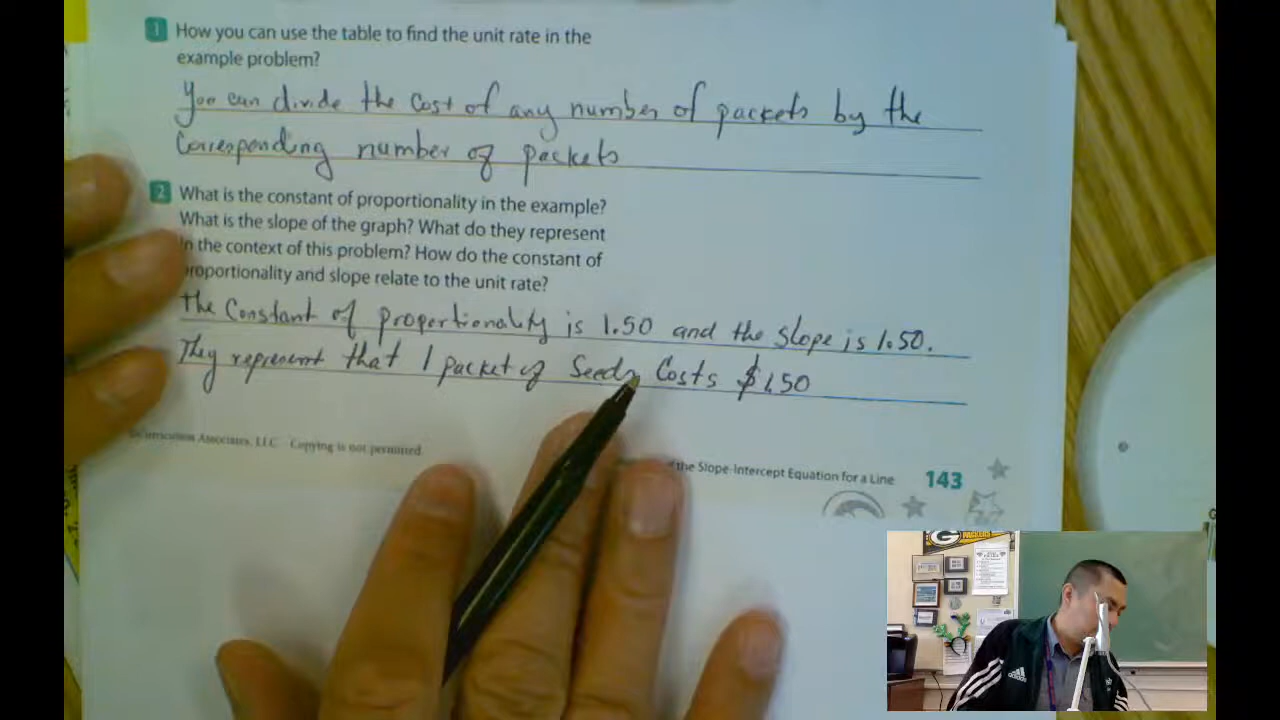 1 How you can use the table to find the unit rate in the
example problem?
You can divide the cost of any number of packets by the
Corresponding number of packets
2 What is the constant of proportionality in the example?
What is the slope of the graph? What do they represent
in the context of this problem? How do the constant of
proportionality and slope relate to the unit rate?
The Constant of proportionality is 1.50 and the slope is 1.50.
They represent that 1 packet of Seeds Costs $1.50
Associates, LLC Copying is not permitted.
the Slope-Intercept Equation for a Line 143
G
PACKERS